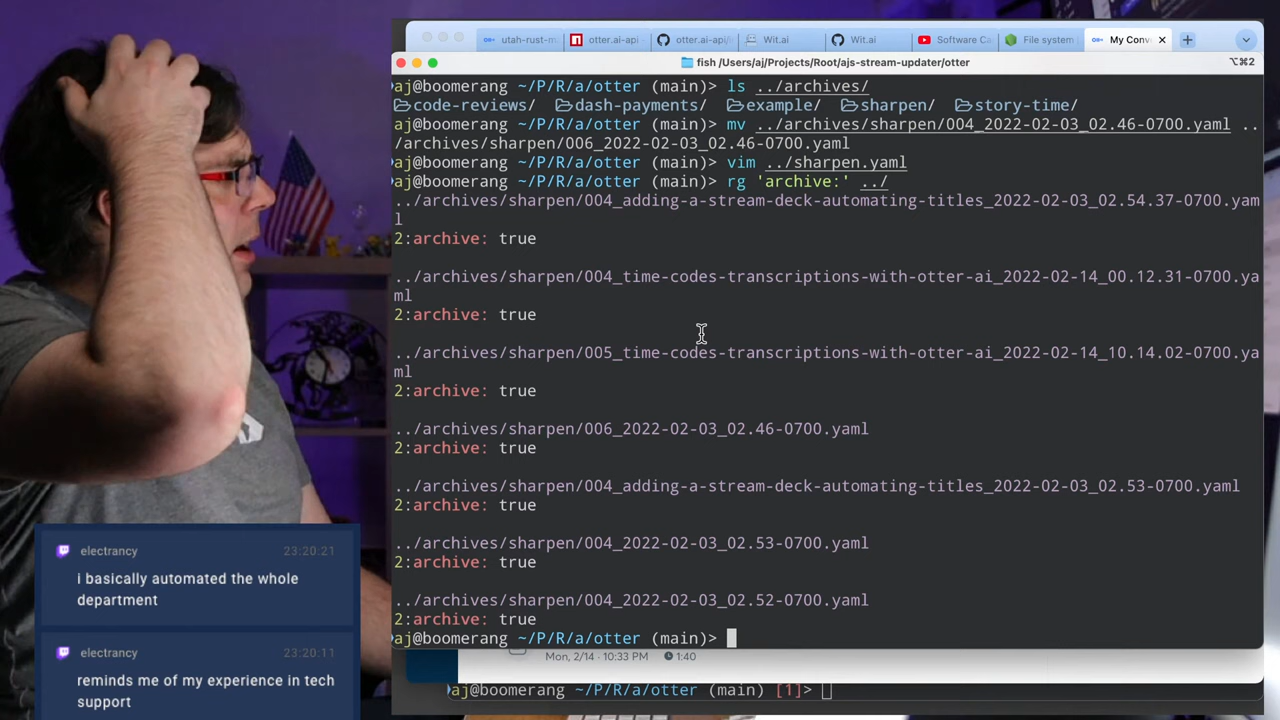 utah-rust-m
otter.ai-api
otter.ai-api/
Wit.ai
Wit.ai
Software Ca
File system
My Conv
fish /Users/aj/Projects/Root/ajs-stream-updater/otter
⌥⌘2
aj@boomerang ~/P/R/a/otter (main)> ls ../archives/
code-reviews/ dash-payments/ example/ sharpen/ story-time/
aj@boomerang ~/P/R/a/otter (main)> mv ../archives/sharpen/004_2022-02-03_02.46-0700.yaml ..
/archives/sharpen/006_2022-02-03_02.46-0700.yaml
aj@boomerang ~/P/R/a/otter (main)> vim ../sharpen.yaml
aj@boomerang ~/P/R/a/otter (main)> rg 'archive:' ../
../archives/sharpen/004_adding-a-stream-deck-automating-titles_2022-02-03_02.54.37-0700.yam
l
2:archive: true
../archives/sharpen/004_time-codes-transcriptions-with-otter-ai_2022-02-14_00.12.31-0700.ya
ml
2:archive: true
../archives/sharpen/005_time-codes-transcriptions-with-otter-ai_2022-02-14_10.14.02-0700.ya
ml
2:archive: true
../archives/sharpen/006_2022-02-03_02.46-0700.yaml
2:archive: true
../archives/sharpen/004_adding-a-stream-deck-automating-titles_2022-02-03_02.53-0700.yaml
2:archive: true
../archives/sharpen/004_2022-02-03_02.53-0700.yaml
2:archive: true
../archives/sharpen/004_2022-02-03_02.52-0700.yaml
2:archive: true
aj@boomerang ~/P/R/a/otter (main)>
Mon, 2/14 · 10:33 PM 1:40
aj@boomerang ~/P/R/a/otter (main) [1]>
electrancy 23:20:21
i basically automated the whole
department
electrancy 23:20:11
reminds me of my experience in tech
support